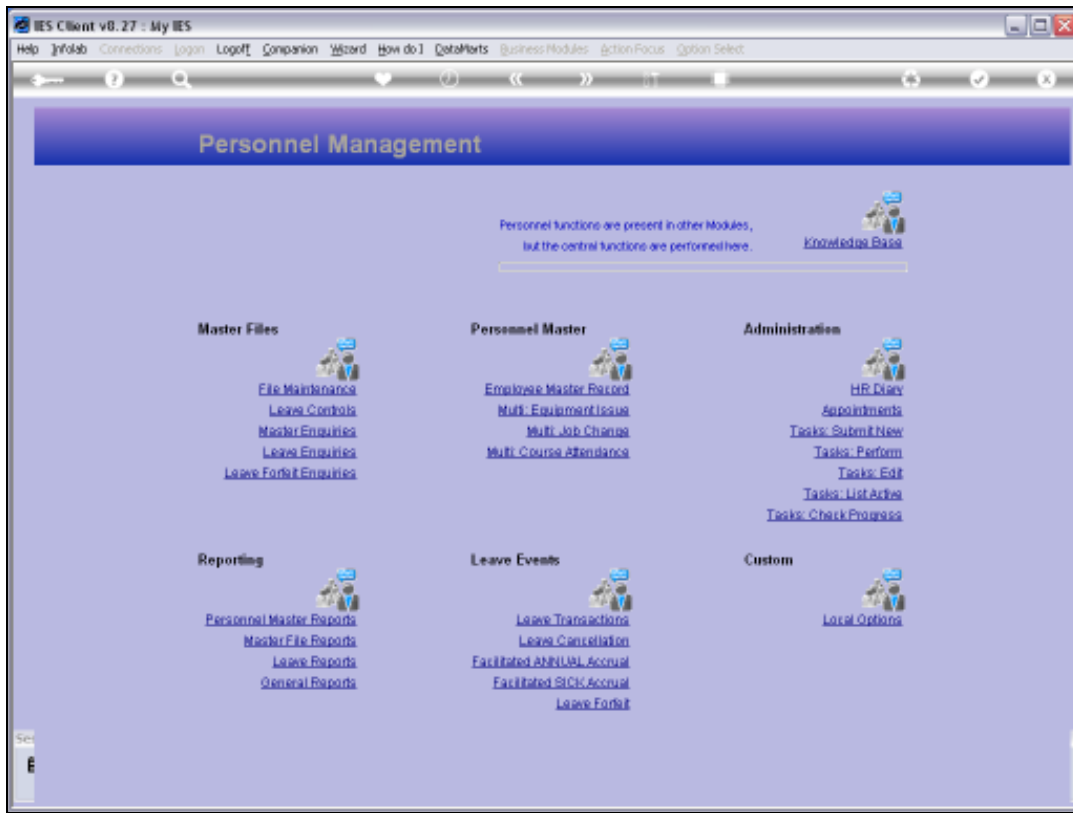 IES Client v8.27 : My IES
Help Infolab Connections Logon Logoff Companion Wizard How do I DataMarts Business Modules Action Focus Option Select
Personnel Management
Personnel functions are present in other Modules,
but the central functions are performed here.
Knowledge Base
Master Files
File Maintenance
Leave Controls
Master Enquiries
Leave Enquiries
Leave Forfeit Enquiries
Personnel Master
Employee Master Record
Multi: Equipment Issue
Multi: Job Change
Multi: Course Attendance
Administration
HR Diary
Appointments
Tasks: Submit New
Tasks: Perform
Tasks: Edit
Tasks: List Active
Tasks: Check Progress
Reporting
Personnel Master Reports
Master File Reports
Leave Reports
General Reports
Leave Events
Leave Transactions
Leave Cancellation
Facilitated ANNUAL Accrual
Facilitated SICK Accrual
Leave Forfeit
Custom
Local Options